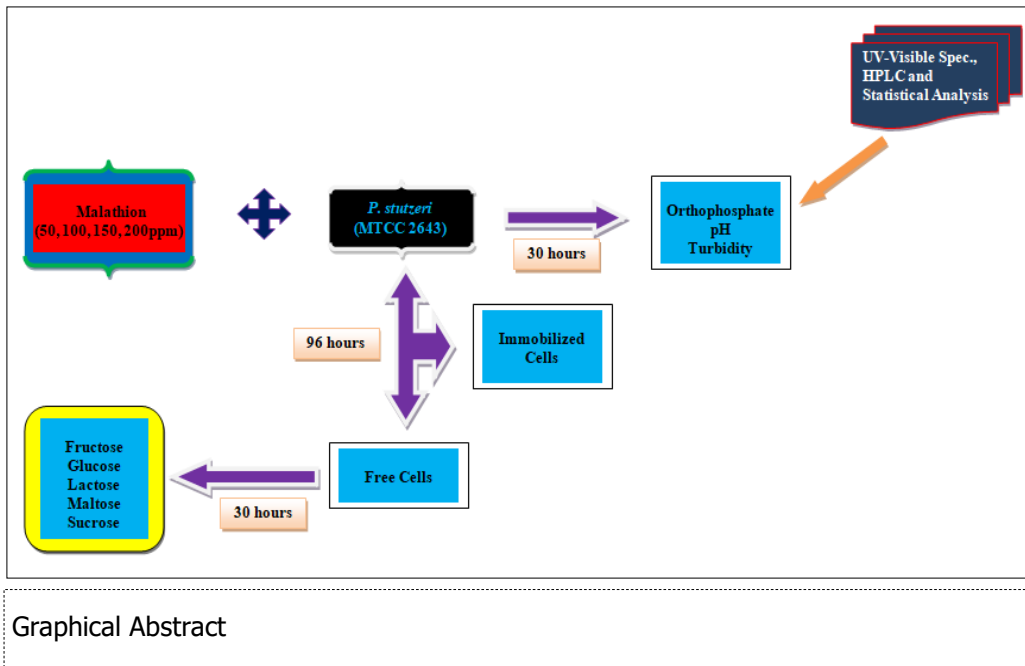 UV-Visible Spec.,
HPLC and
Statistical Analysis
Malathion
(50, 100, 150, 200ppm)
P. stutzeri
(MTCC 2643)
Orthophosphate
pH
Turbidity
30 hours
96 hours
Immobilized
Cells
Fructose
Glucose
Lactose
Maltose
Sucrose
Free Cells
30 hours
Graphical Abstract